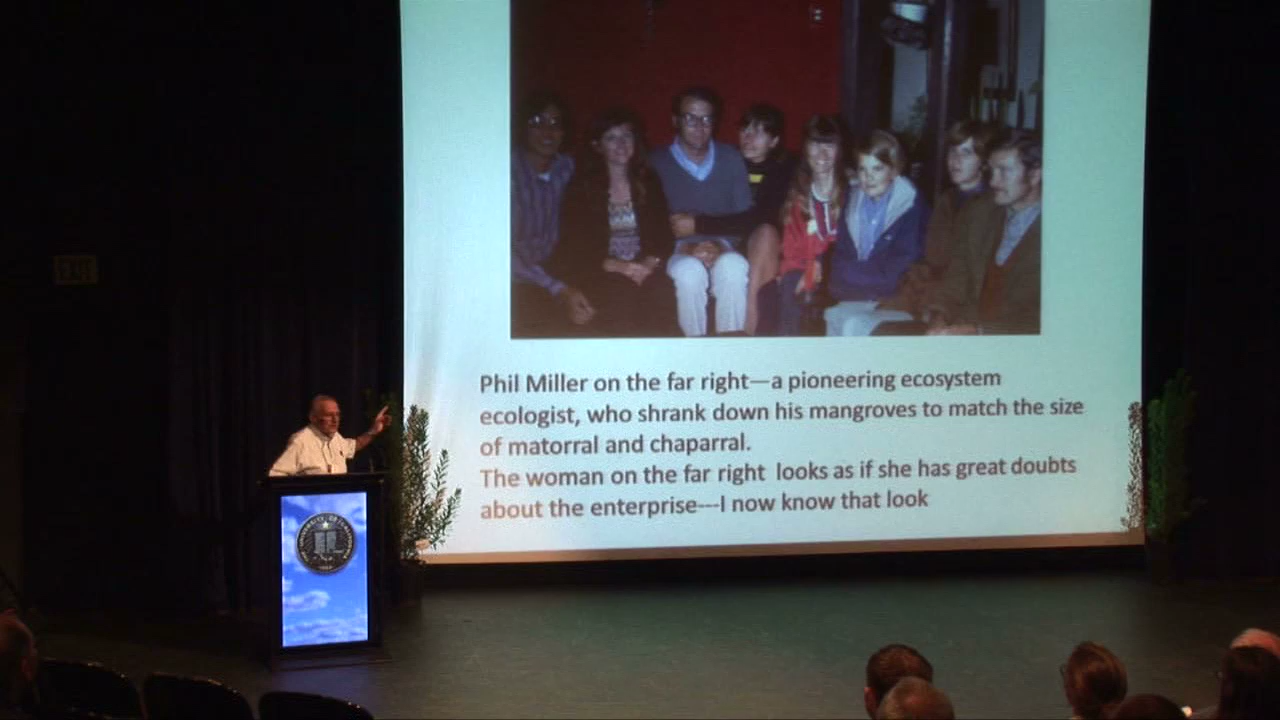 Phil Miller on the far right—a pioneering ecosystem
ecologist, who shrank down his mangroves to match the size
of matorral and chaparral.
The woman on the far right looks as if she has great doubts
about the enterprise---I now know that look